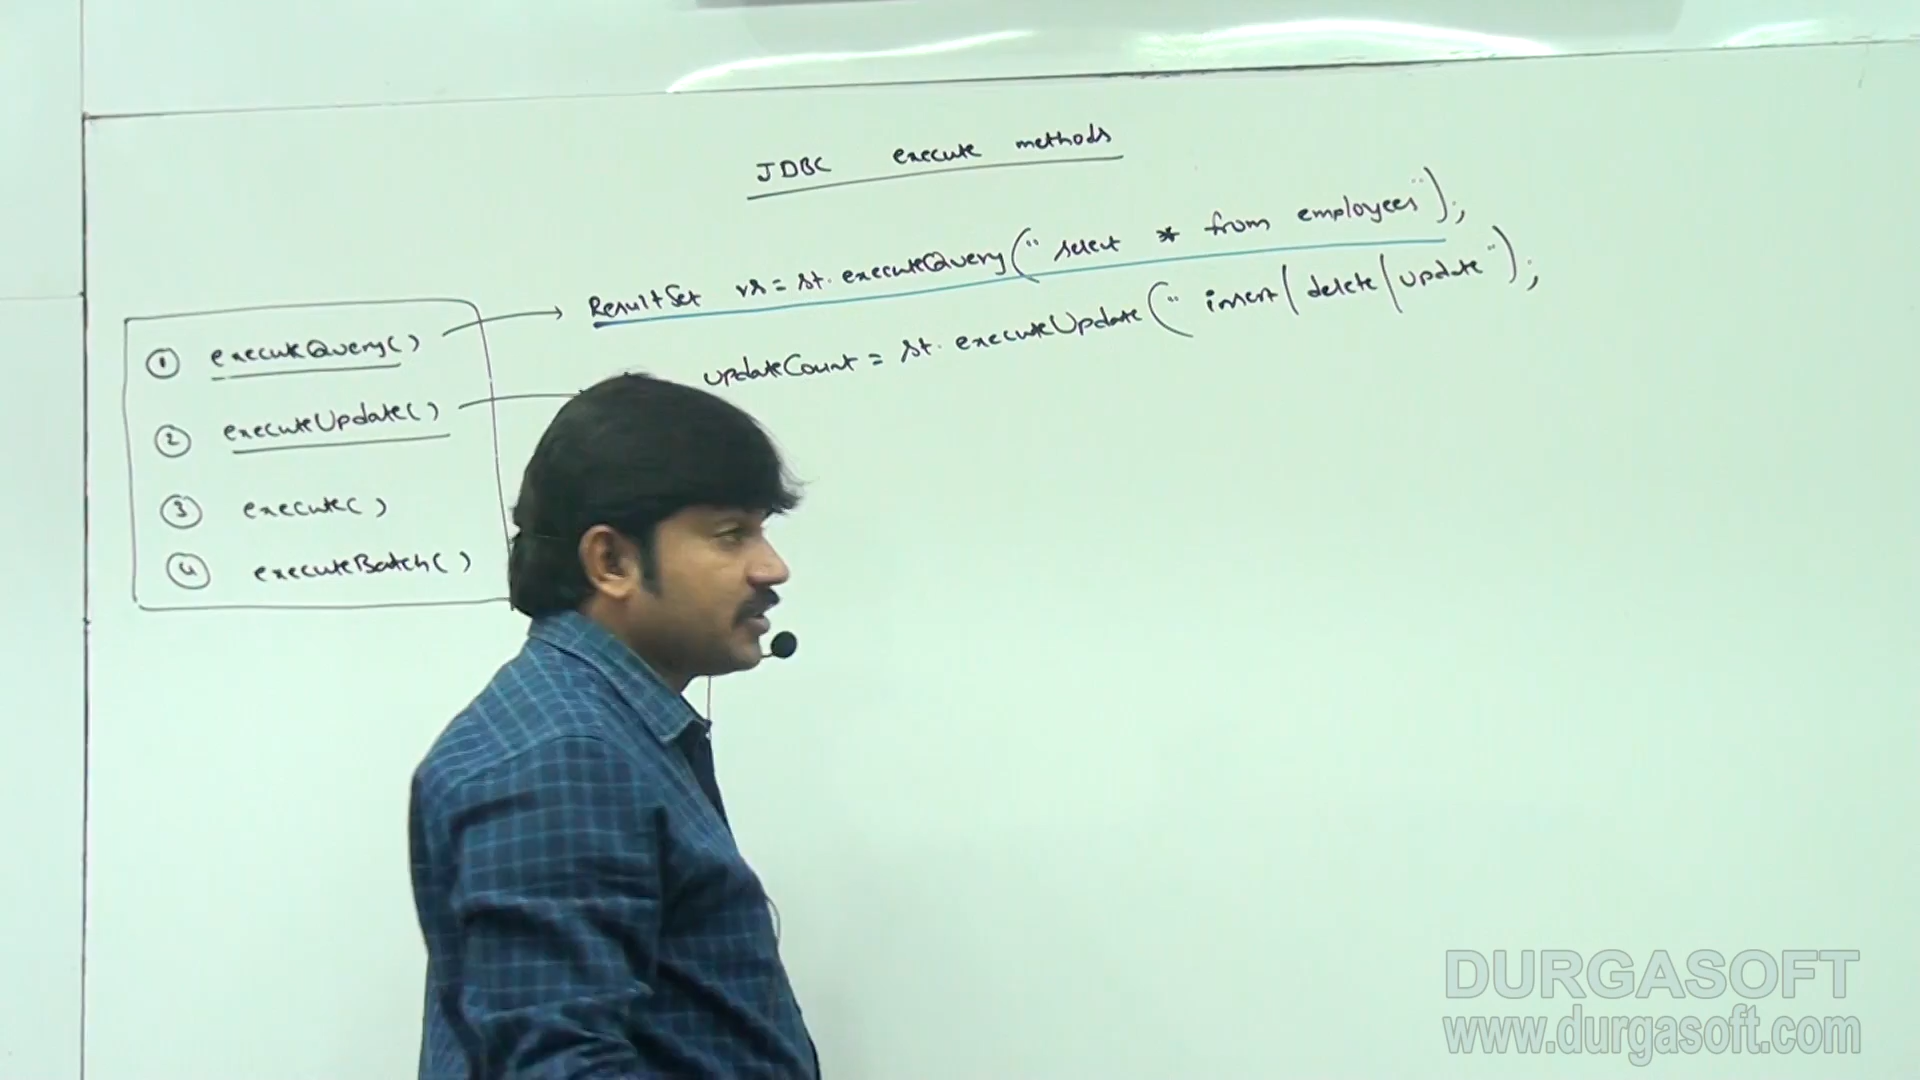 JDBC execute methods
① executeQuery()
ResultSet rs = st.executeQuery("select * from employees");
② executeUpdate()
updateCount = st.executeUpdate("insert/delete/update");
③ execute()
④ executeBatch()
DURGASOFT
www.durgasoft.com